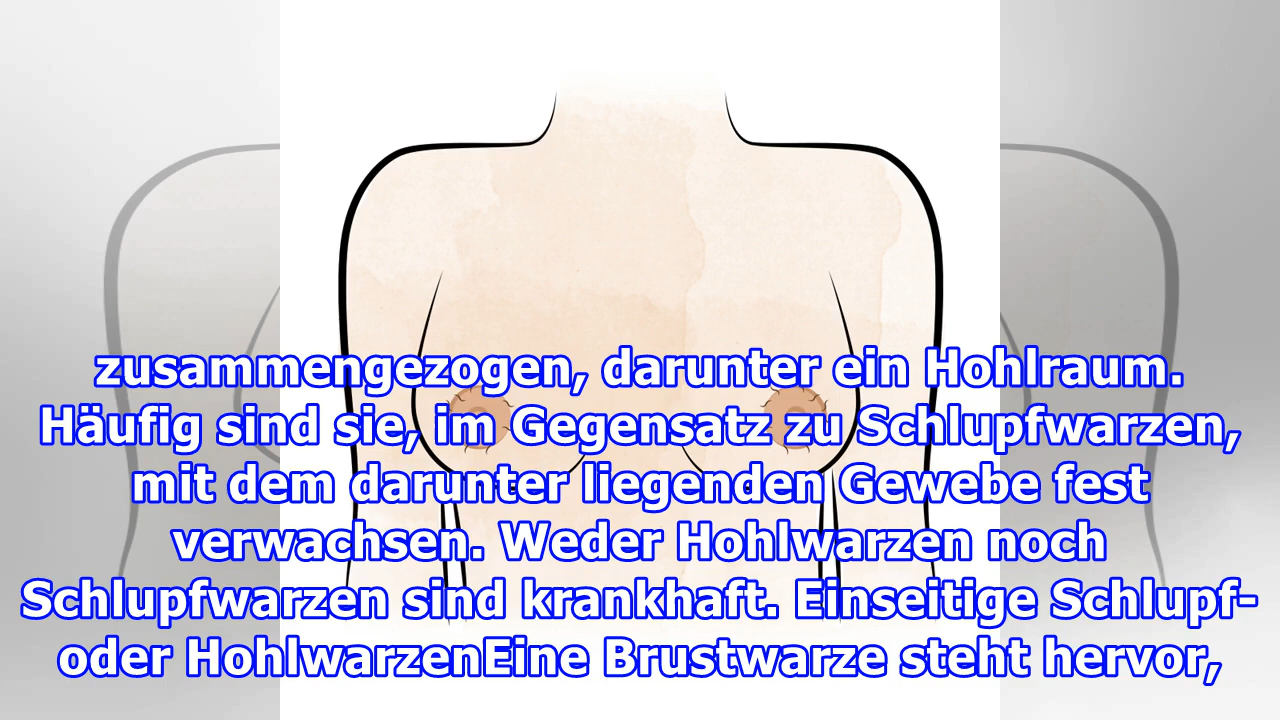 zusammengezogen, darunter ein Hohlraum.
Häufig sind sie, im Gegensatz zu Schlupfwarzen,
mit dem darunter liegenden Gewebe fest
verwachsen. Weder Hohlwarzen noch
Schlupfwarzen sind krankhaft. Einseitige Schlupf-
oder HohlwarzenEine Brustwarze steht hervor,